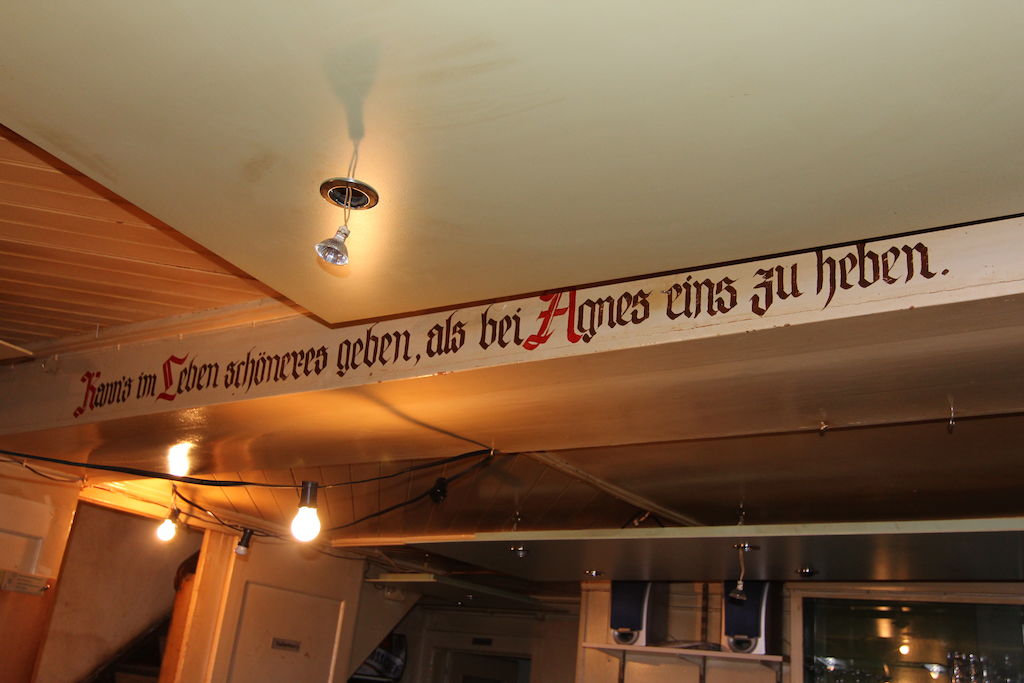 Kann's im Leben schöneres geben, als bei Agnes eins zu heben.